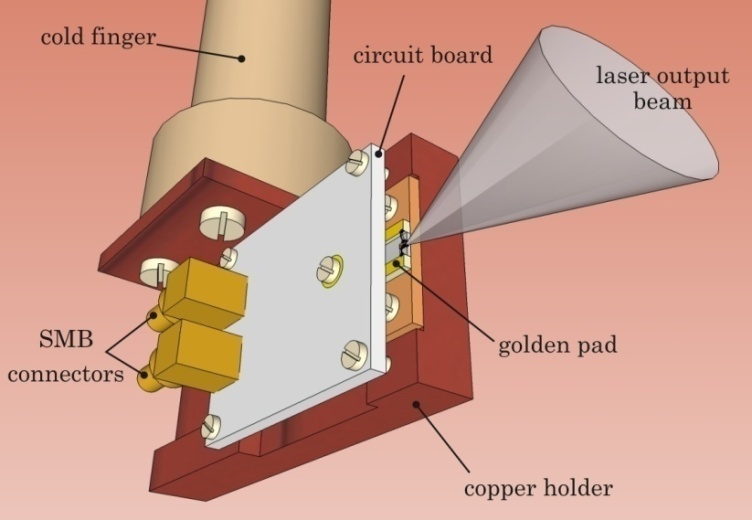 cold finger
circuit board
laser output
beam
SMB
connectors
golden pad
copper holder